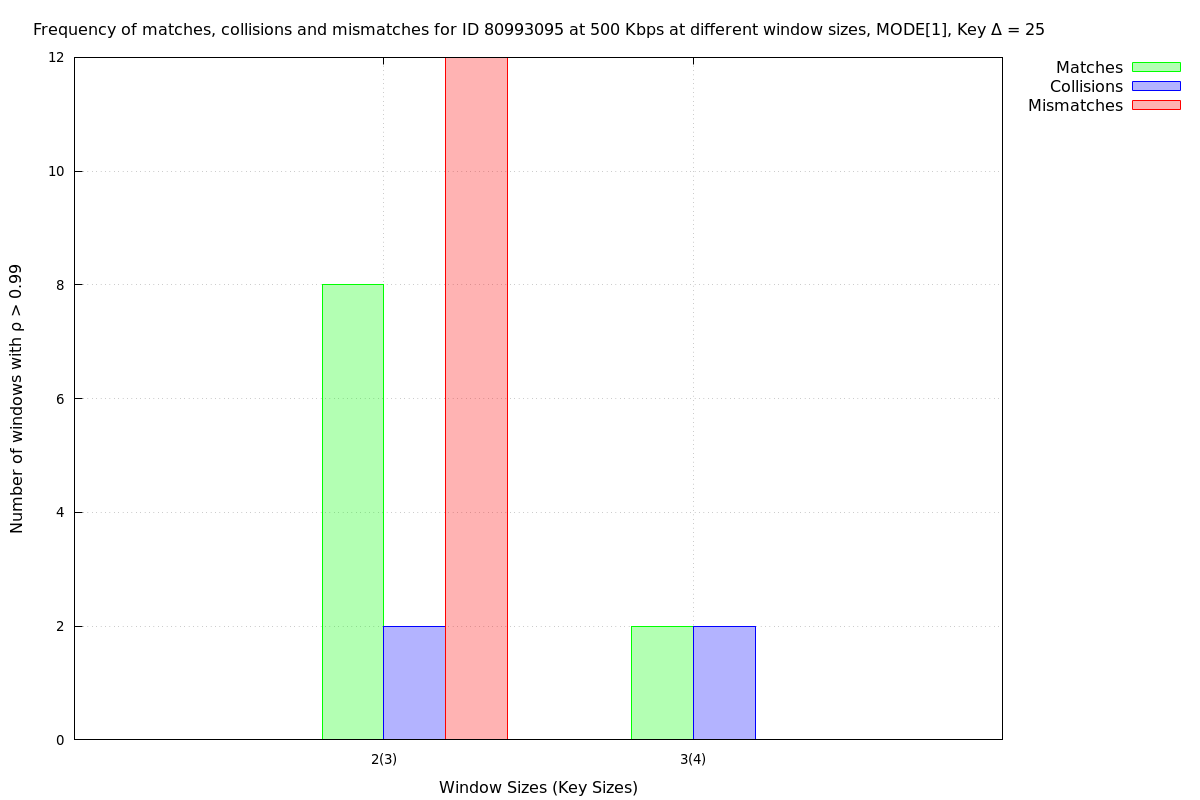 Frequency of matches, collisions and mismatches for ID 80993095 at 500 Kbps at different window sizes, MODE[1], Key Δ = 25
Matches
Collisions
Mismatches
Number of windows with ρ > 0.99
12
10
8
6
4
2
0
2(3)
3(4)
Window Sizes (Key Sizes)